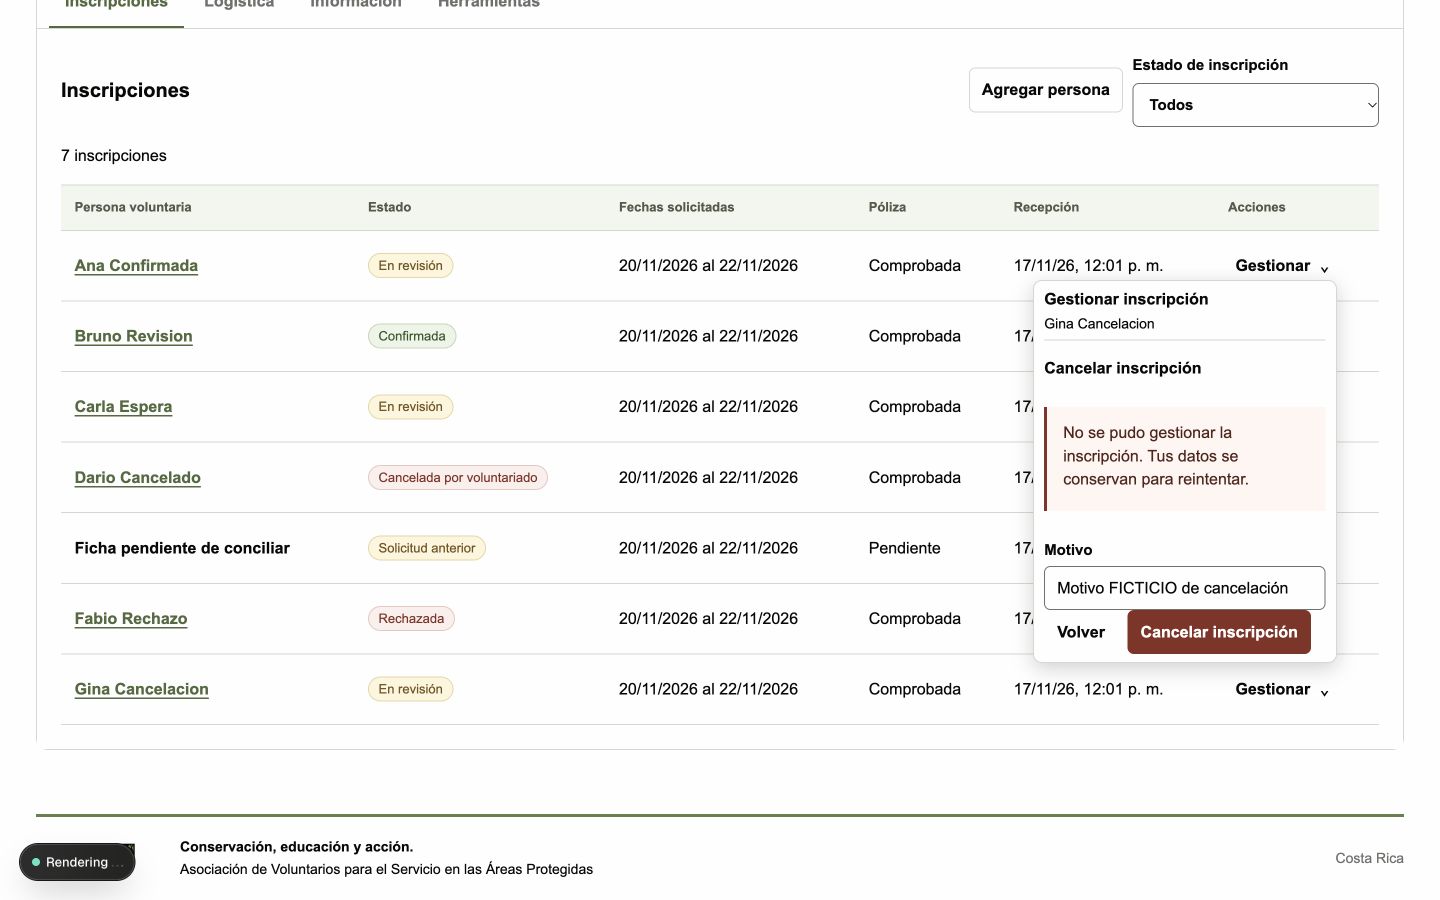 Inscripciones Logística Información Herramientas
Inscripciones
Agregar persona
Estado de inscripción
Todos
7 inscripciones
Persona voluntaria Estado Fechas solicitadas Póliza Recepción Acciones
Ana Confirmada En revisión 20/11/2026 al 22/11/2026 Comprobada 17/11/26, 12:01 p. m. Gestionar
Bruno Revision Confirmada 20/11/2026 al 22/11/2026 Comprobada 17/
Carla Espera En revisión 20/11/2026 al 22/11/2026 Comprobada 17/
Dario Cancelado Cancelada por voluntariado 20/11/2026 al 22/11/2026 Comprobada 17/
Ficha pendiente de conciliar Solicitud anterior 20/11/2026 al 22/11/2026 Pendiente 17/
Fabio Rechazo Rechazada 20/11/2026 al 22/11/2026 Comprobada 17/
Gina Cancelacion En revisión 20/11/2026 al 22/11/2026 Comprobada 17/11/26, 12:01 p. m. Gestionar
Gestionar inscripción
Gina Cancelacion
Cancelar inscripción
No se pudo gestionar la
inscripción. Tus datos se
conservan para reintentar.
Motivo
Motivo FICTICIO de cancelación
Volver Cancelar inscripción
Rendering ...
Conservación, educación y acción.
Asociación de Voluntarios para el Servicio en las Áreas Protegidas
Costa Rica